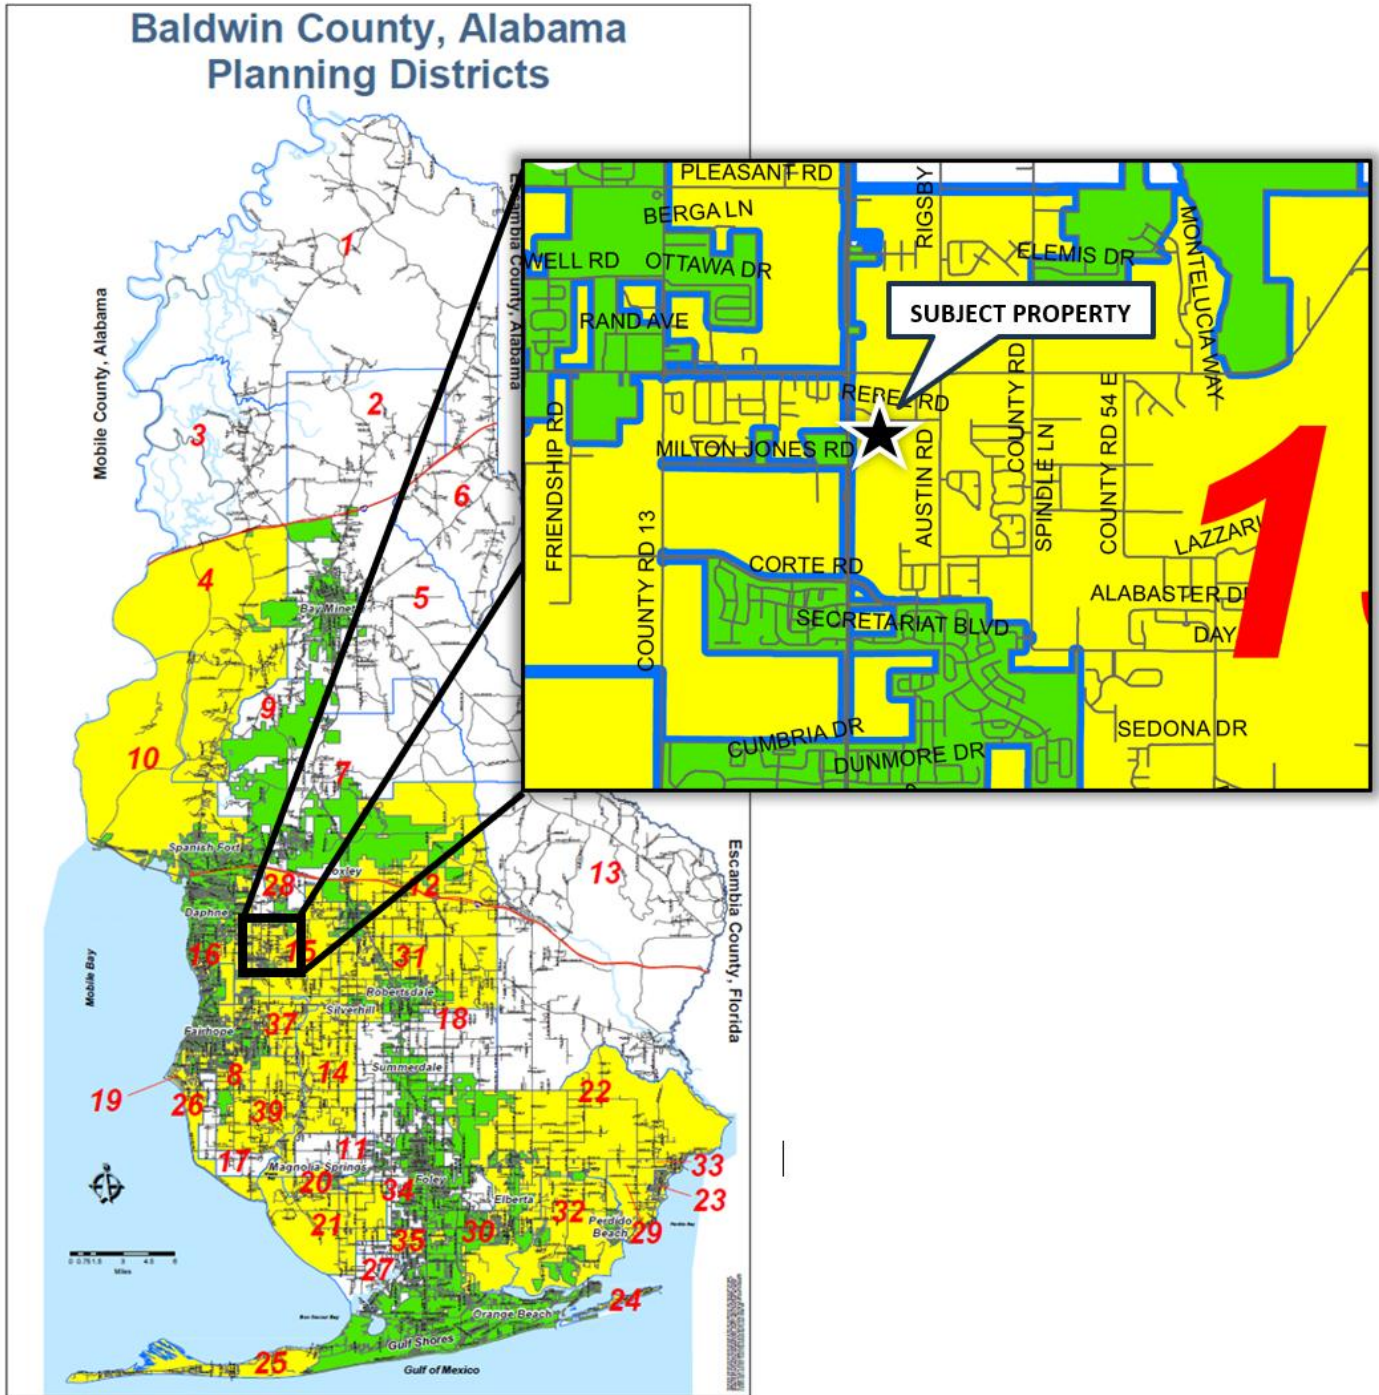 Baldwin County, Alabama
Planning Districts
Escambia County, Alabama
Mobile County, Alabama
1
2
3
6
4
5
Bay Minet
9
10
7
Spanish Fort
oxley
28
12
13
Daphne
16
15
31
Escambia County, Florida
Mobile Bay
Robertsdale
Silverhill
18
Fairhope
37
Summerdale
8
14
22
19
26
39
11
17
Magnolia Springs
33
20
34
Foley
Elberta
23
21
32
Perdido
Beach
29
35
30
27
24
Orange Beach
Gulf Shores
25
Gulf of Mexico
Miles
PLEASANT RD
RIGSBY
BERGA LN
MONTELUCIA WAY
ELEMIS DR
WELL RD
OTTAWA DR
SUBJECT PROPERTY
RAND AVE
REBEL RD
COUNTY RD
COUNTY RD 54 E
FRIENDSHIP RD
MILTON JONES RD
AUSTIN RD
SPINDLE LN
1
LAZZARI
COUNTY RD 13
CORTE RD
ALABASTER D
SECRETARIAT BLVD
DAY
SEDONA DR
CUMBRIA DR
DUNMORE DR